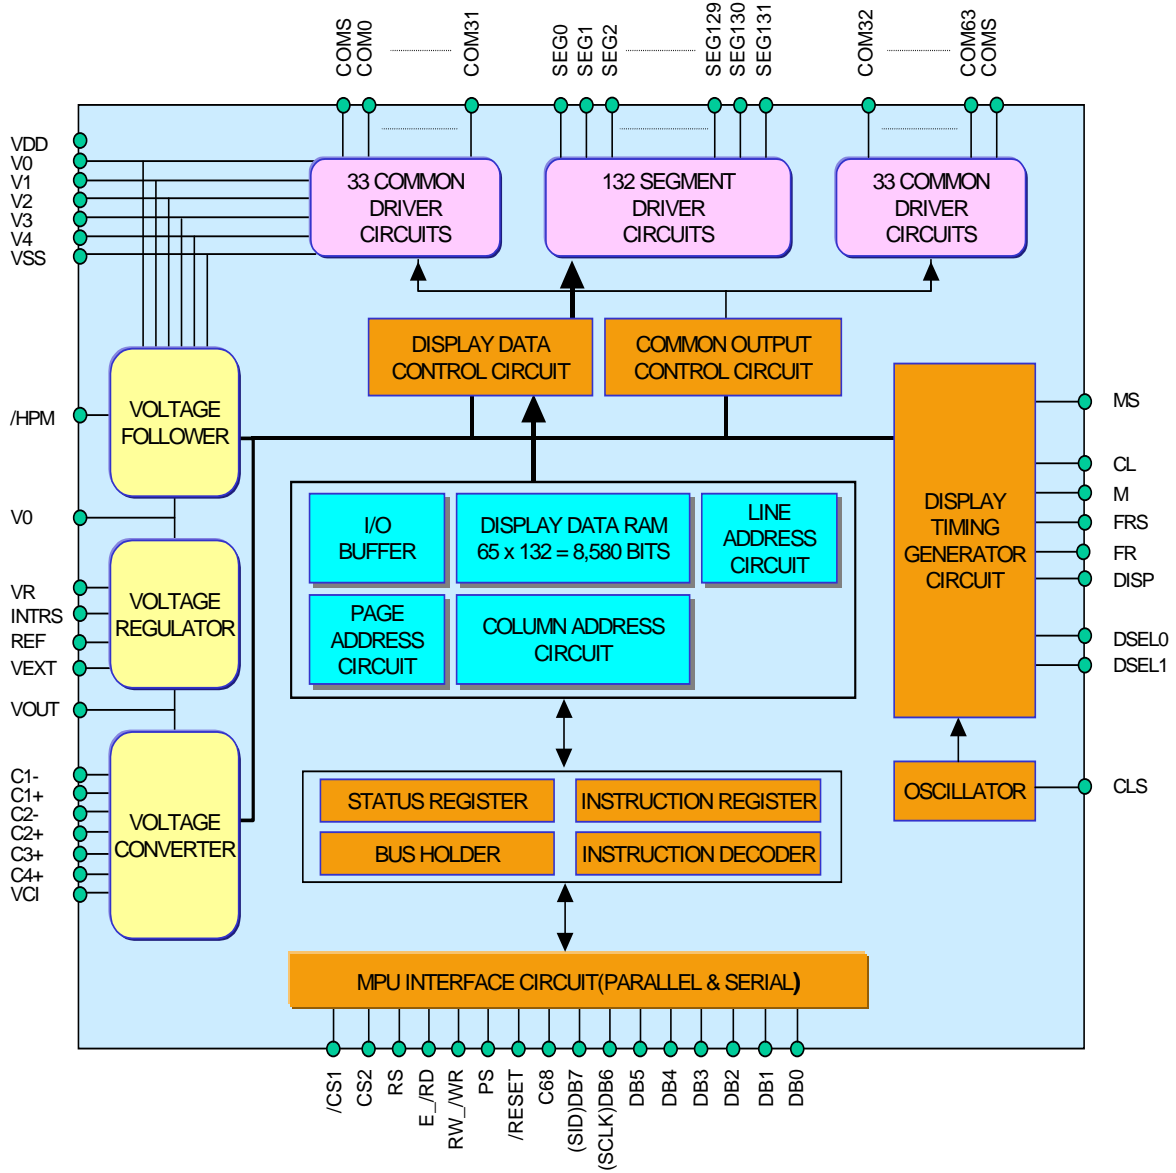 COMS
COM0
COM31
SEG0
SEG1
SEG2
SEG129
SEG130
SEG131
COM32
COM63
COMS
VDD
V0
V1
V2
V3
V4
VSS
33 COMMON
DRIVER
CIRCUITS
132 SEGMENT
DRIVER
CIRCUITS
33 COMMON
DRIVER
CIRCUITS
DISPLAY DATA
CONTROL CIRCUIT
COMMON OUTPUT
CONTROL CIRCUIT
/HPM
VOLTAGE
FOLLOWER
V0
VR
INTRS
REF
VEXT
VOLTAGE
REGULATOR
VOUT
C1-
C1+
C2-
C2+
C3+
C4+
VCI
VOLTAGE
CONVERTER
I/O
BUFFER
DISPLAY DATA RAM
65 x 132 = 8,580 BITS
LINE
ADDRESS
CIRCUIT
PAGE
ADDRESS
CIRCUIT
COLUMN ADDRESS
CIRCUIT
DISPLAY
TIMING
GENERATOR
CIRCUIT
MS
CL
M
FRS
FR
DISP
DSEL0
DSEL1
OSCILLATOR
CLS
STATUS REGISTER
INSTRUCTION REGISTER
BUS HOLDER
INSTRUCTION DECODER
MPU INTERFACE CIRCUIT(PARALLEL & SERIAL)
/CS1
CS2
RS
E_/RD
RW_/WR
PS
/RESET
C68
(SID)DB7
(SCLK)DB6
DB5
DB4
DB3
DB2
DB1
DB0